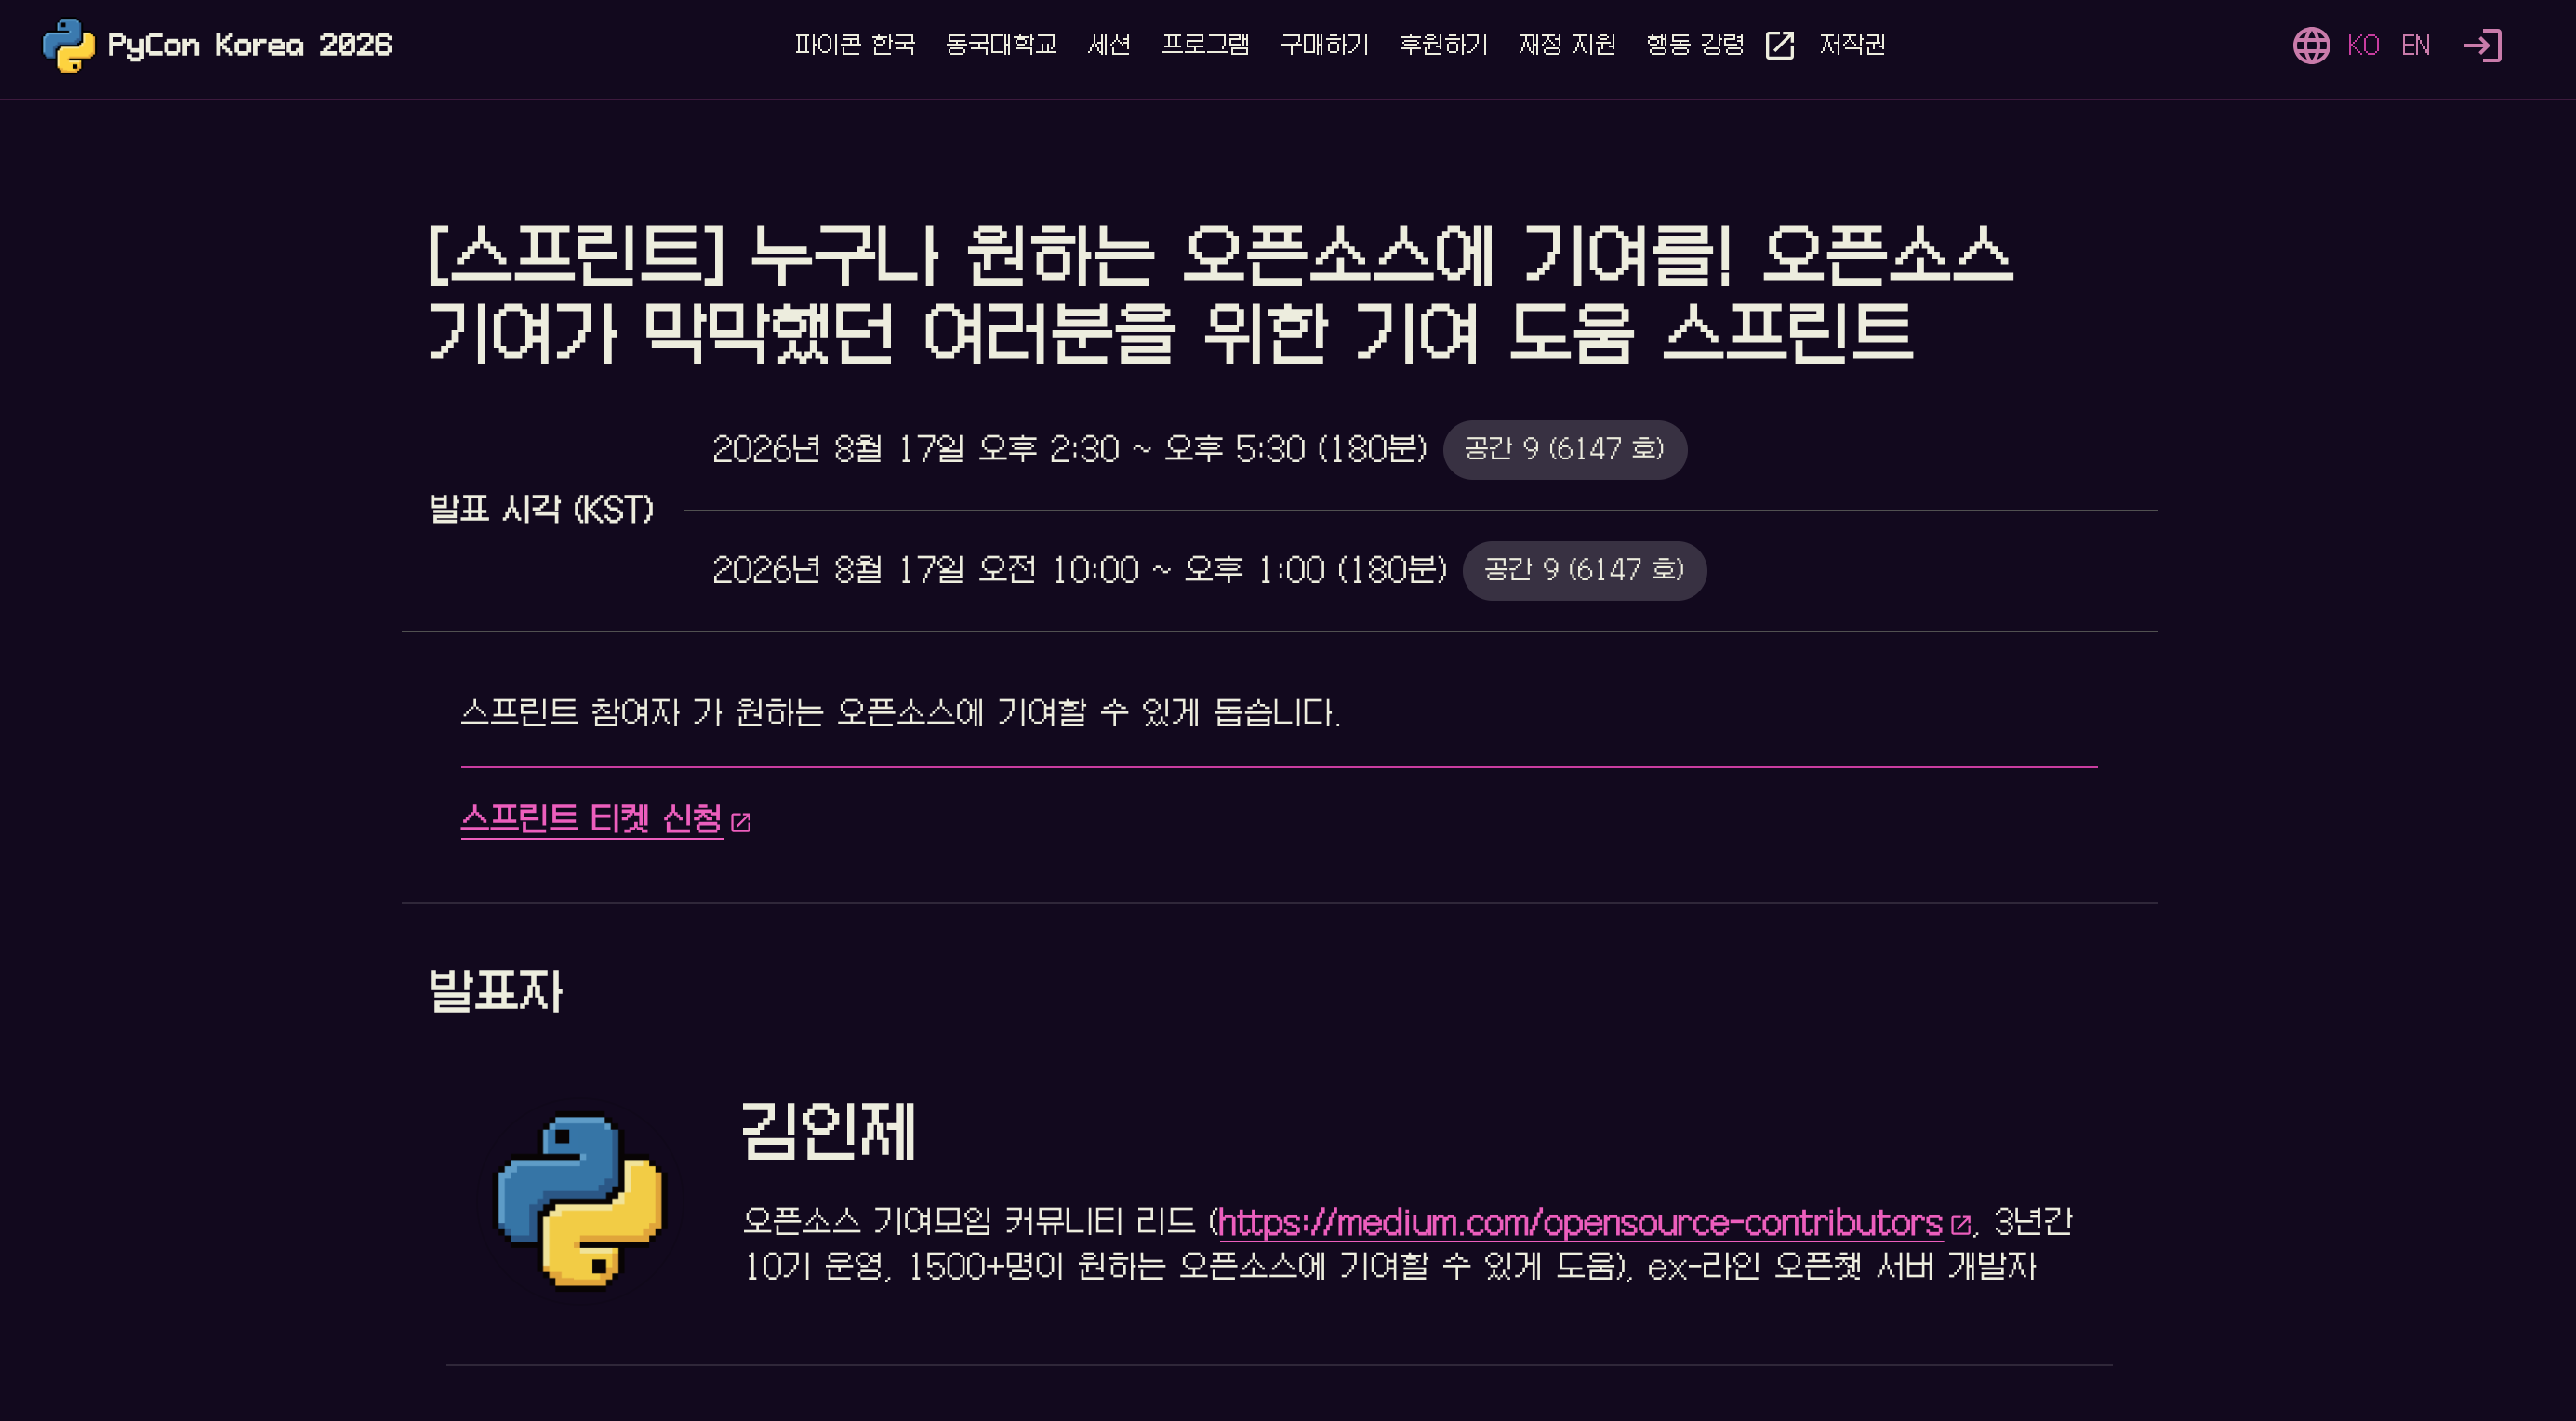 PyCon Korea 2026
파이콘 한국 동국대학교 세션 프로그램 구매하기 후원하기 재정 지원 행동 강령 저작권
KO EN
[스프린트] 누구나 원하는 오픈소스에 기여를! 오픈소스
기여가 막막했던 여러분을 위한 기여 도움 스프린트
2026년 8월 17일 오후 2:30 ~ 오후 5:30 (180분) 공간 9 (6147 호)
발표 시각 (KST)
2026년 8월 17일 오전 10:00 ~ 오후 1:00 (180분) 공간 9 (6147 호)
스프린트 참여자 가 원하는 오픈소스에 기여할 수 있게 돕습니다.
스프린트 티켓 신청
발표자
김인제
오픈소스 기여모임 커뮤니티 리드 (https://medium.com/opensource-contributors, 3년간
10기 운영, 1500+명이 원하는 오픈소스에 기여할 수 있게 도움), ex-라인 오픈챗 서버 개발자